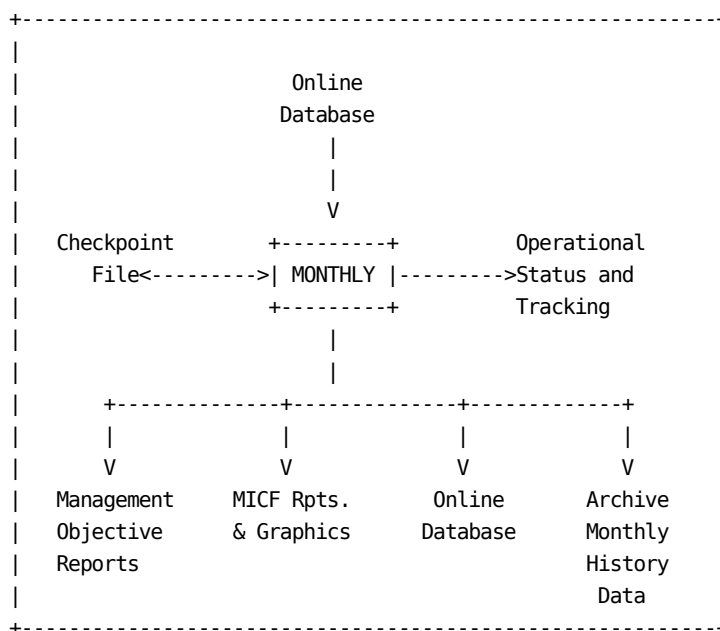 +-----------------------------------------------------------
|
|                       Online
|                      Database
|                          |
|                          |
|                          V
|   Checkpoint        +---------+          Operational
|      File<--------->| MONTHLY |--------->Status and
|                     +---------+          Tracking
|                          |
|                          |
|       +--------------+--------------+-------------+
|       |              |              |             |
|       V              V              V             V
|   Management     MICF Rpts.       Online       Archive
|   Objective      & Graphics      Database      Monthly
|   Reports                                      History
|                                                 Data
+-----------------------------------------------------------